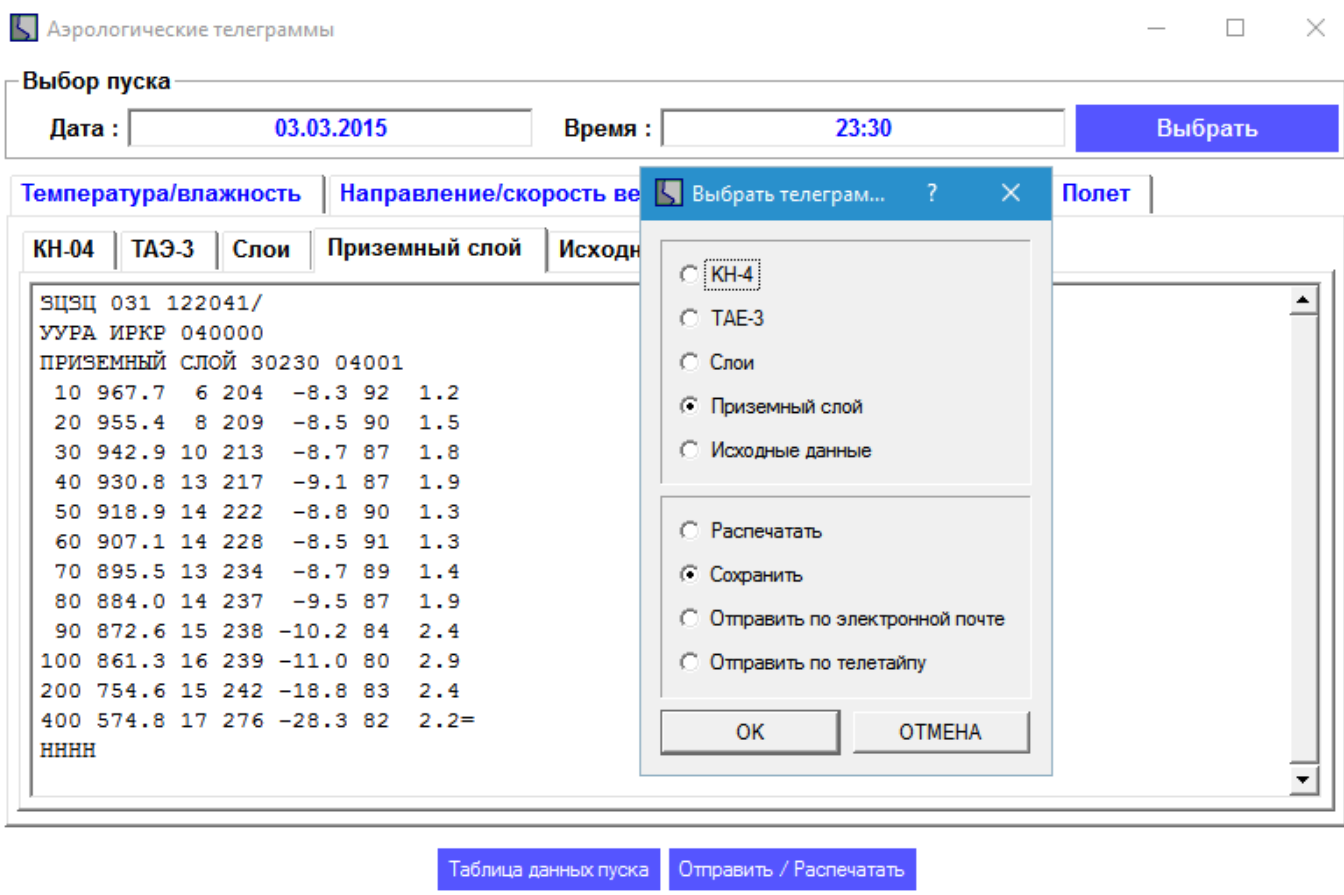 Аэрологические телеграммы
Выбор пуска
Дата : 03.03.2015 Время : 23:30 Выбрать
Температура/влажность Направление/скорость ве Полет
КН-04 ТАЭ-3 Слои Приземный слой Исходн
ЗЦЗЦ 031 122041/
УУРА ИРКР 040000
ПРИЗЕМНЫЙ СЛОЙ 30230 04001
10 967.7 6 204 -8.3 92 1.2
20 955.4 8 209 -8.5 90 1.5
30 942.9 10 213 -8.7 87 1.8
40 930.8 13 217 -9.1 87 1.9
50 918.9 14 222 -8.8 90 1.3
60 907.1 14 228 -8.5 91 1.3
70 895.5 13 234 -8.7 89 1.4
80 884.0 14 237 -9.5 87 1.9
90 872.6 15 238 -10.2 84 2.4
100 861.3 16 239 -11.0 80 2.9
200 754.6 15 242 -18.8 83 2.4
400 574.8 17 276 -28.3 82 2.2=
НННН
Выбрать телеграм... ?
КН-4
ТАЕ-3
Слои
Приземный слой
Исходные данные
Распечатать
Сохранить
Отправить по электронной почте
Отправить по телетайпу
ОК ОТМЕНА
Таблица данных пуска Отправить / Распечатать